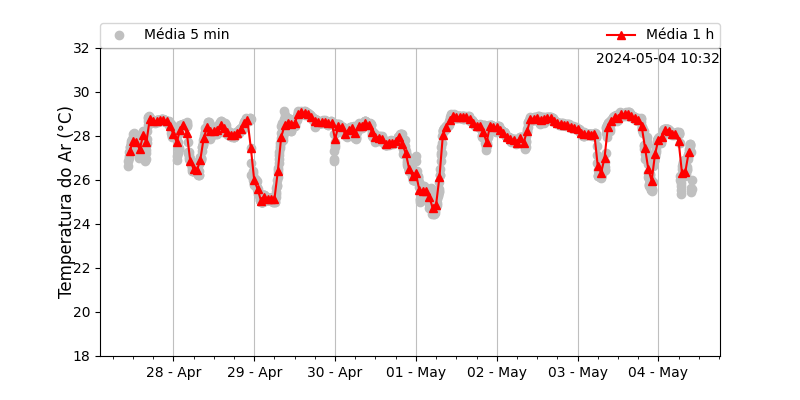 Média 5 min
Média 1 h
2024-05-04 10:32
Temperatura do Ar (°C)
32
30
28
26
24
22
20
18
28 - Apr
29 - Apr
30 - Apr
01 - May
02 - May
03 - May
04 - May